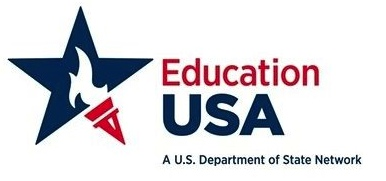 Education
USA
A U.S. Department of State Network